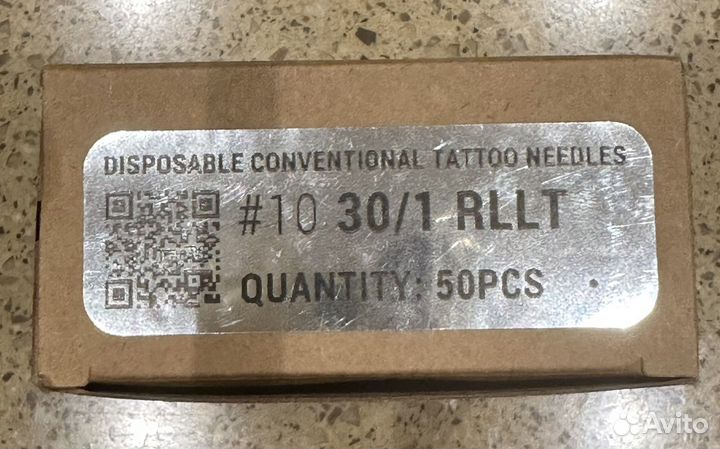 DISPOSABLE CONVENTIONAL TATTOO NEEDLES
#10 30/1 RLLT
QUANTITY: 50PCS
Avito